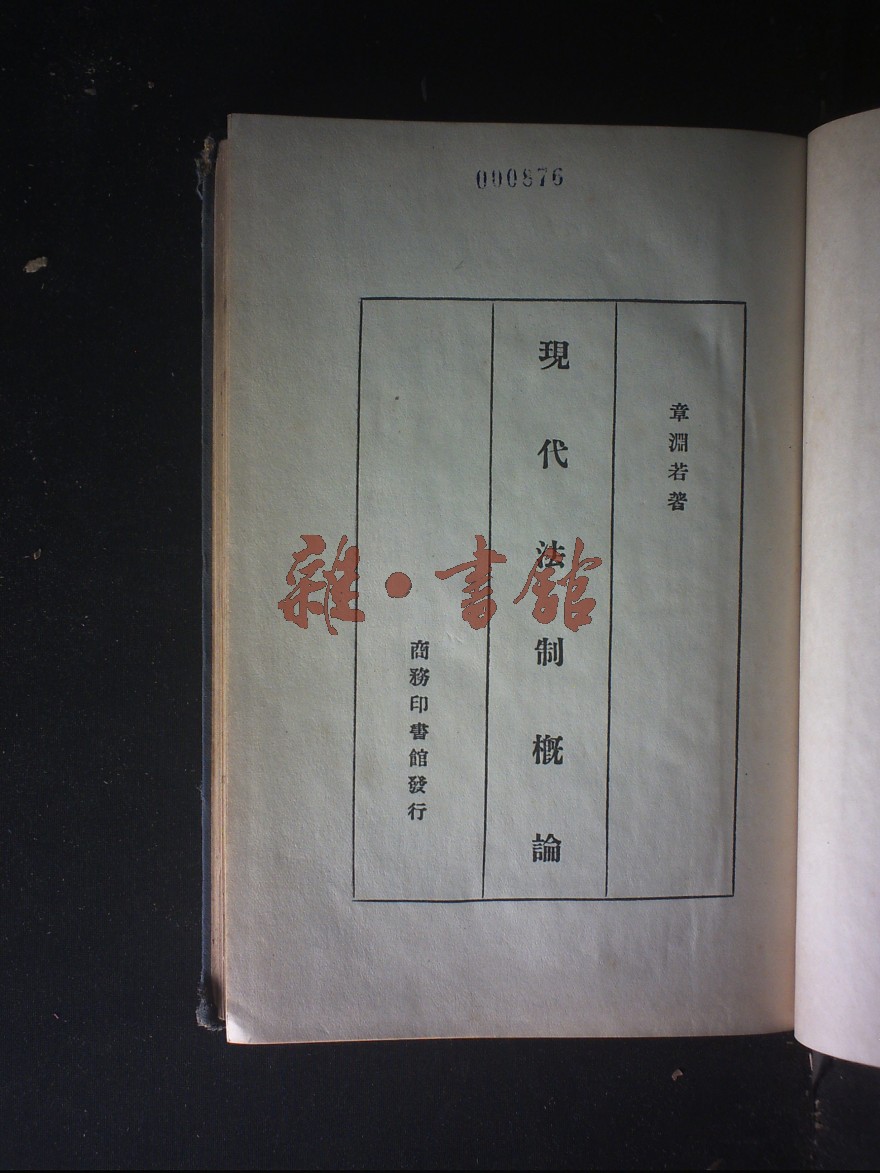 000876
章淵若著
現代法制概論
商務印書館發行
雜·書館